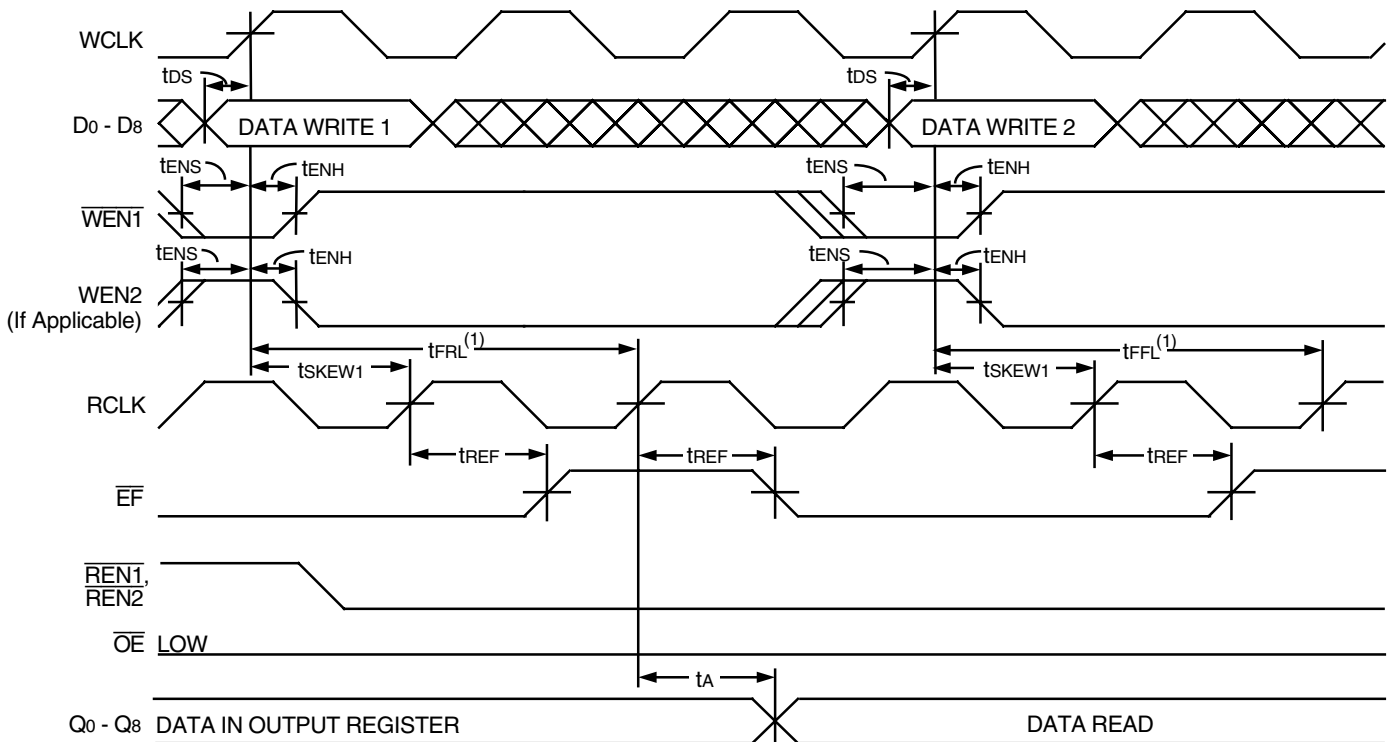 WCLK
tDS tDS
D0 - D8 DATA WRITE 1 DATA WRITE 2
tENS tENH tENS tENH
WEN1
tENS tENH tENS tENH
WEN2
(If Applicable)
tFRL(1) tFFL(1)
tSKEW1 tSKEW1
RCLK
tREF tREF tREF
EF
REN1,
REN2
OE LOW
tA
Q0 - Q8 DATA IN OUTPUT REGISTER DATA READ